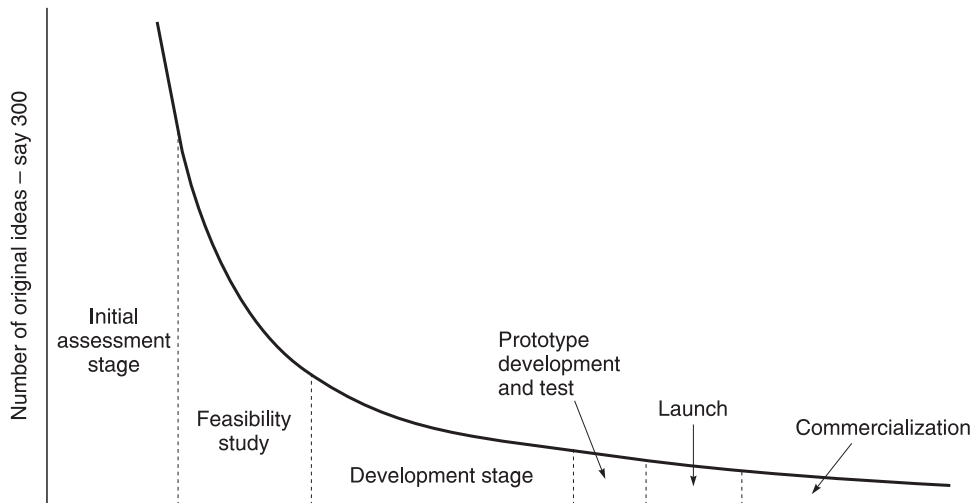 Number of original ideas – say 300
Initial
assessment
stage
Feasibility
study
Development stage
Prototype
development
and test
Launch
Commercialization